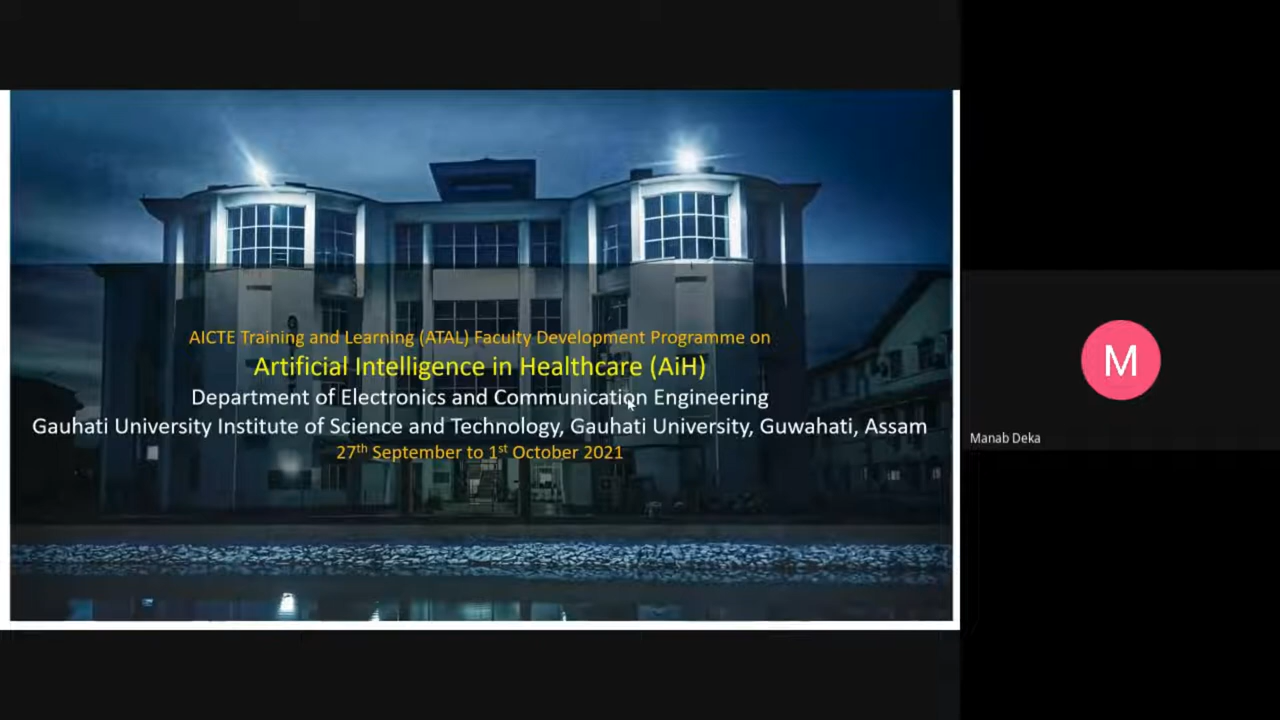 AICTE Training and Learning (ATAL) Faculty Development Programme on
Artificial Intelligence in Healthcare (AiH)
Department of Electronics and Communication Engineering
Gauhati University Institute of Science and Technology, Gauhati University, Guwahati, Assam
27th September to 1st October 2021
M
Manab Deka